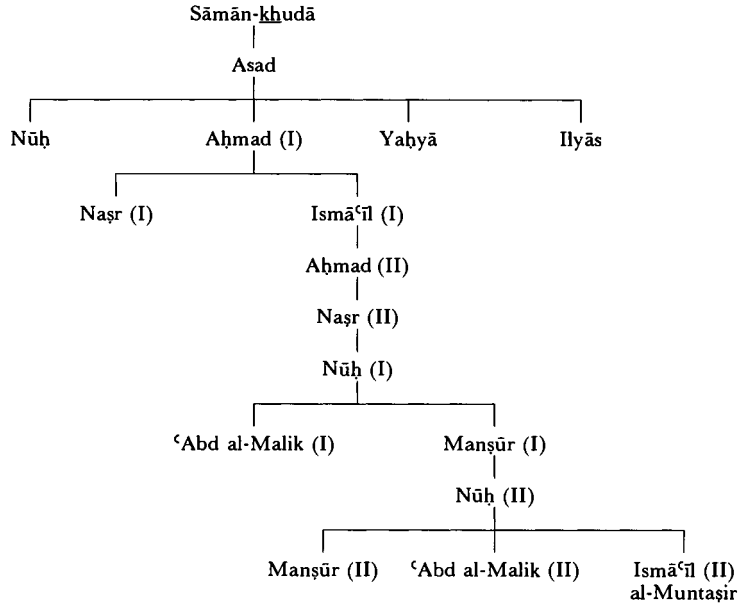 Sāmān-khudā
Asad
Nūḥ Aḥmad (I) Yaḥyā Ilyās
Naṣr (I) Ismāʿīl (I)
Aḥmad (II)
Naṣr (II)
Nūḥ (I)
ʿAbd al-Malik (I) Manṣūr (I)
Nūḥ (II)
Manṣūr (II) ʿAbd al-Malik (II) Ismāʿīl (II)
al-Muntaṣir